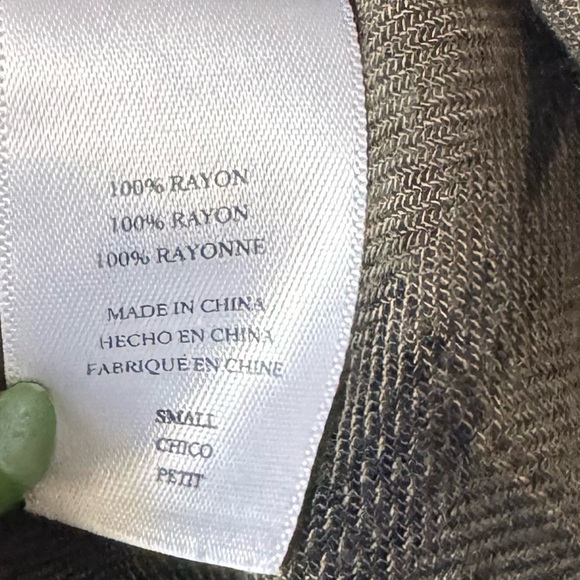 100% RAYON
100% RAYON
100% RAYONNE
MADE IN CHINA
HECHO EN CHINA
FABRIQUÉ EN CHINE
SMALL
CHICO
PETIT